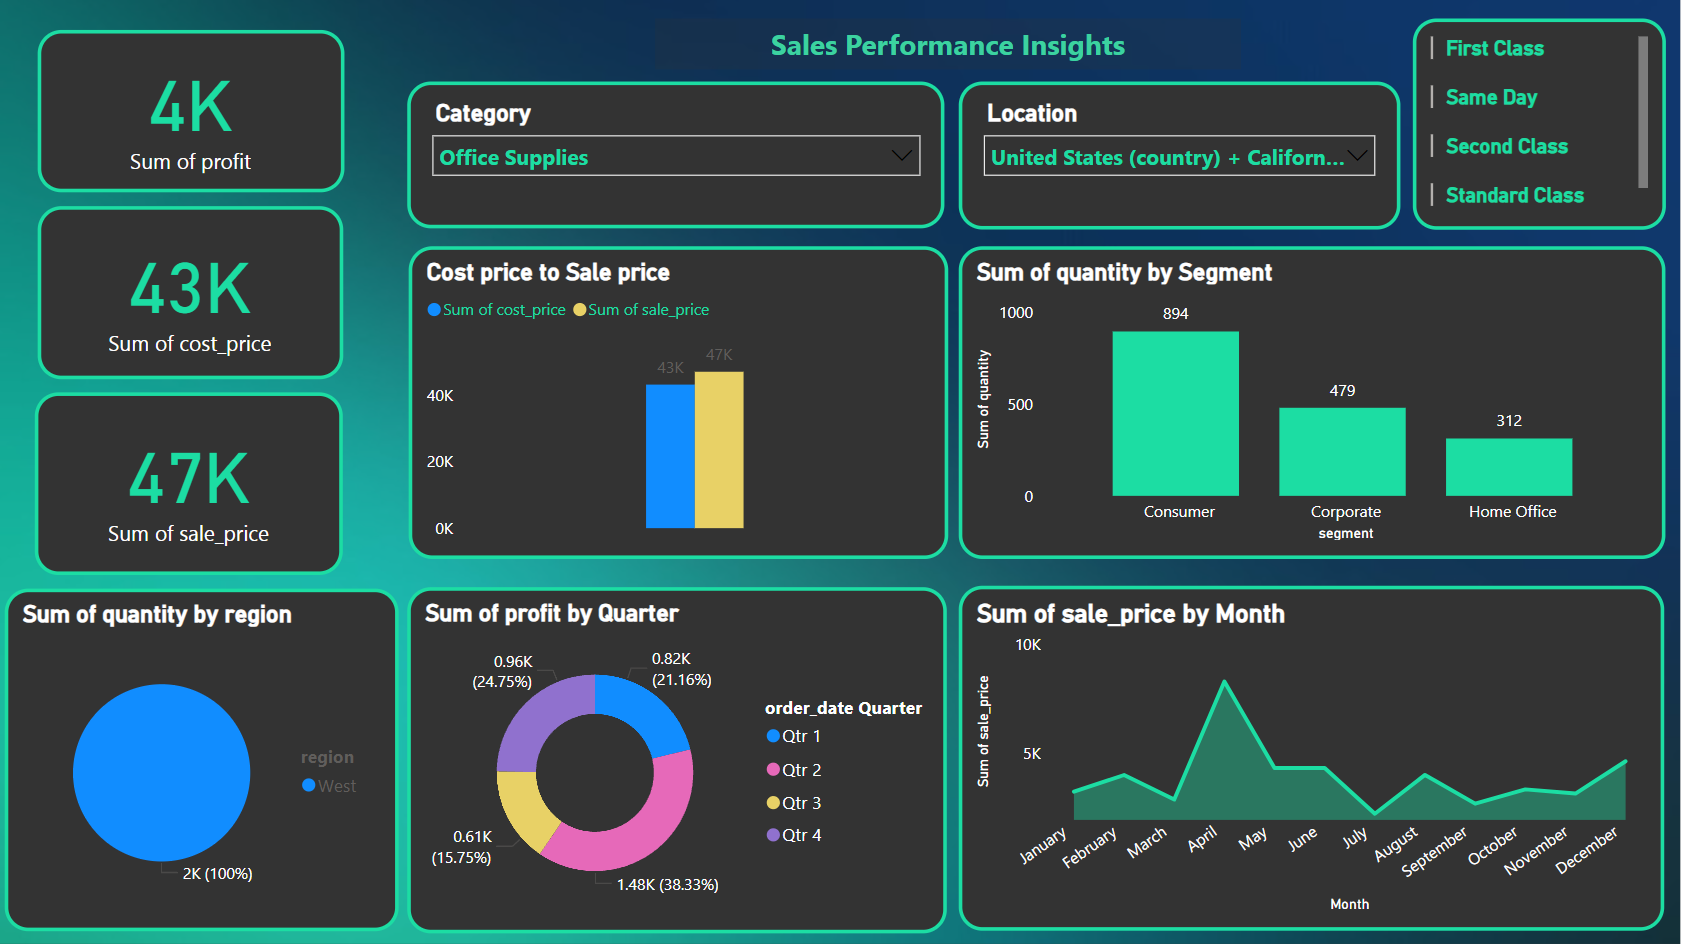 Sales Performance Insights
4K
Sum of profit
43K
Sum of cost_price
47K
Sum of sale_price
Category
Office Supplies
Location
United States (country) + Californ...
First Class
Same Day
Second Class
Standard Class
Cost price to Sale price
Sum of cost_price Sum of sale_price
47K
43K
40K
20K
0K
Sum of quantity by Segment
1000
500
0
Sum of quantity
894
479
312
Consumer Corporate Home Office
segment
Sum of quantity by region
region
West
2K (100%)
Sum of profit by Quarter
0.96K
(24.75%)
0.82K
(21.16%)
0.61K
(15.75%)
1.48K (38.33%)
order_date Quarter
Qtr 1
Qtr 2
Qtr 3
Qtr 4
Sum of sale_price by Month
10K
5K
Sum of sale_price
January February March April May June July August September October November December
Month